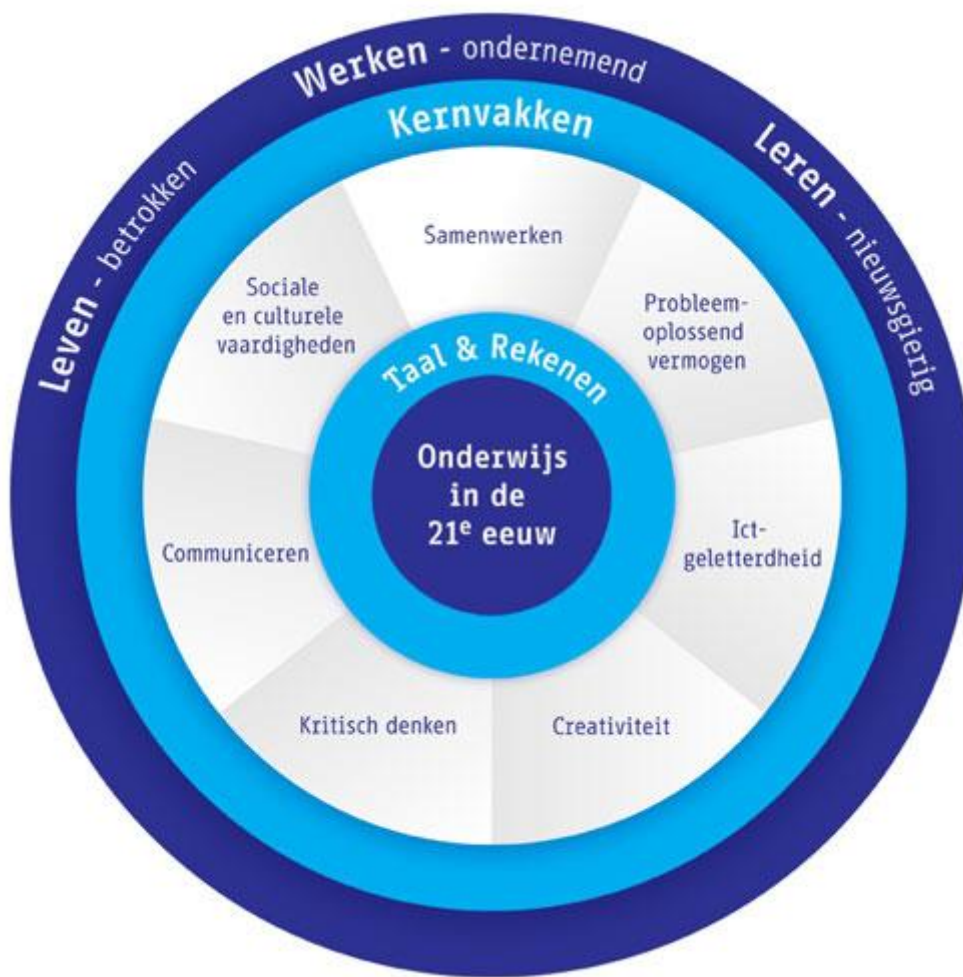 Werken - ondernemend
Leren - nieuwsgierig
Leven - betrokken
Kernvakken
Samenwerken
Probleem-
oplossend
vermogen
Ict-
geletterdheid
Creativiteit
Kritisch denken
Communiceren
Sociale
en culturele
vaardigheden
Taal & Rekenen
Onderwijs
in de
21e eeuw